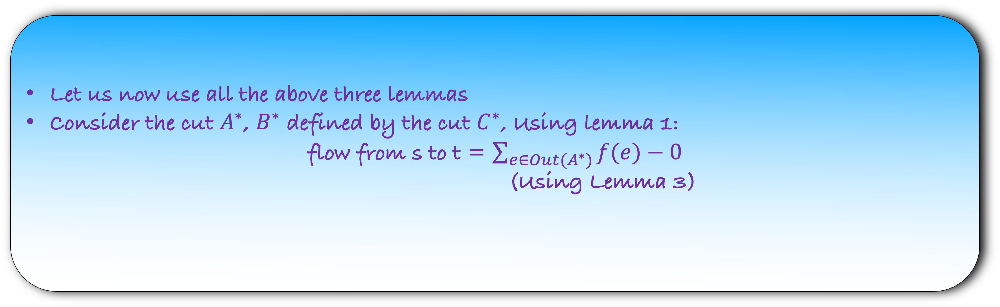 • Let us now use all the above three lemmas
• Consider the cut A*, B* defined by the cut C*, Using lemma 1:
flow from s to t = ∑_{e∈Out(A*)} f(e) − 0
(Using Lemma 3)